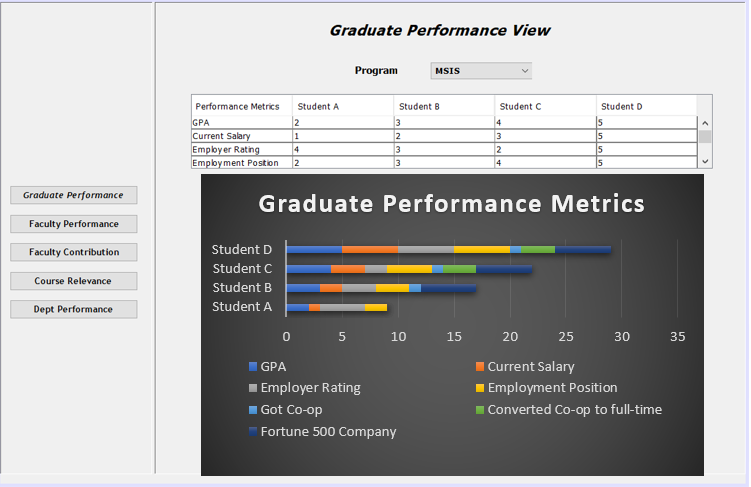 Graduate Performance View
Program MSIS
Performance Metrics Student A Student B Student C Student D
GPA 2 3 4 5
Current Salary 1 2 3 5
Employer Rating 4 3 2 5
Employment Position 2 3 4 5
Graduate Performance
Faculty Performance
Faculty Contribution
Course Relevance
Dept Performance
Graduate Performance Metrics
Student D
Student C
Student B
Student A
0 5 10 15 20 25 30 35
GPA Current Salary
Employer Rating Employment Position
Got Co-op Converted Co-op to full-time
Fortune 500 Company